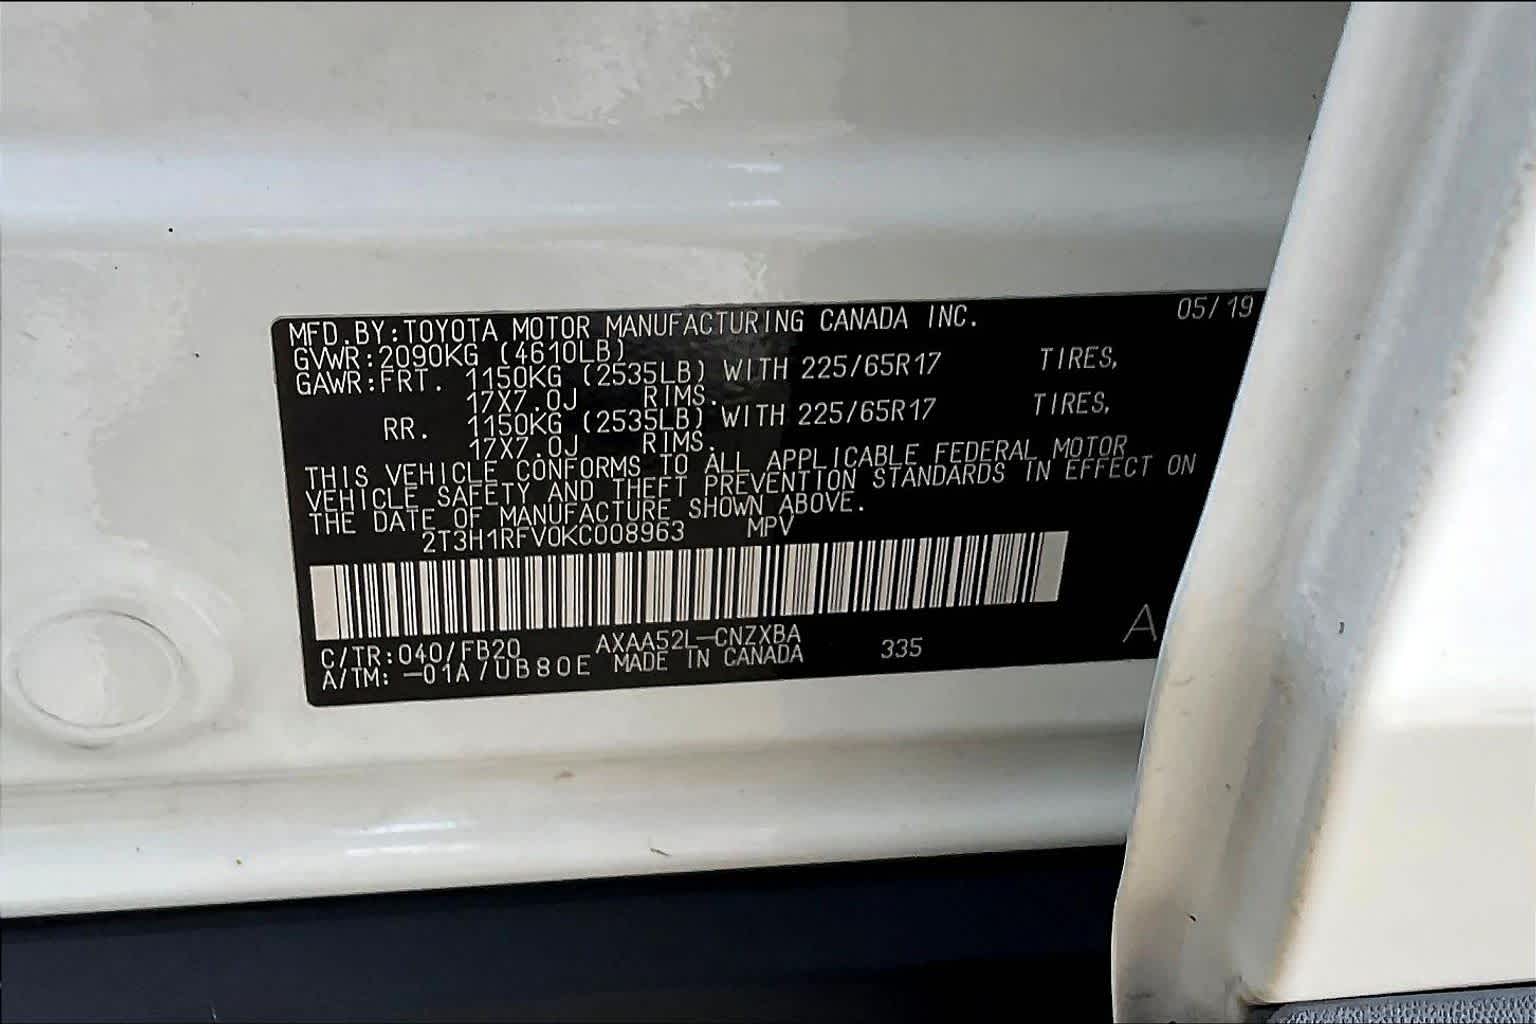 MFD.BY:TOYOTA MOTOR MANUFACTURING CANADA INC. 05/19
GVWR:2090KG (4610LB)
GAWR:FRT. 1150KG (2535LB) WITH 225/65R17 TIRES,
17X7.0J RIMS.
RR. 1150KG (2535LB) WITH 225/65R17 TIRES,
17X7.0J RIMS.
THIS VEHICLE CONFORMS TO ALL APPLICABLE FEDERAL MOTOR
VEHICLE SAFETY AND THEFT PREVENTION STANDARDS IN EFFECT ON
THE DATE OF MANUFACTURE SHOWN ABOVE.
2T3H1RFV0KC008963 MPV
C/TR:040/FB20 AXAA52L-CNZXBA 335 A
A/TM: -01A/UB80E MADE IN CANADA